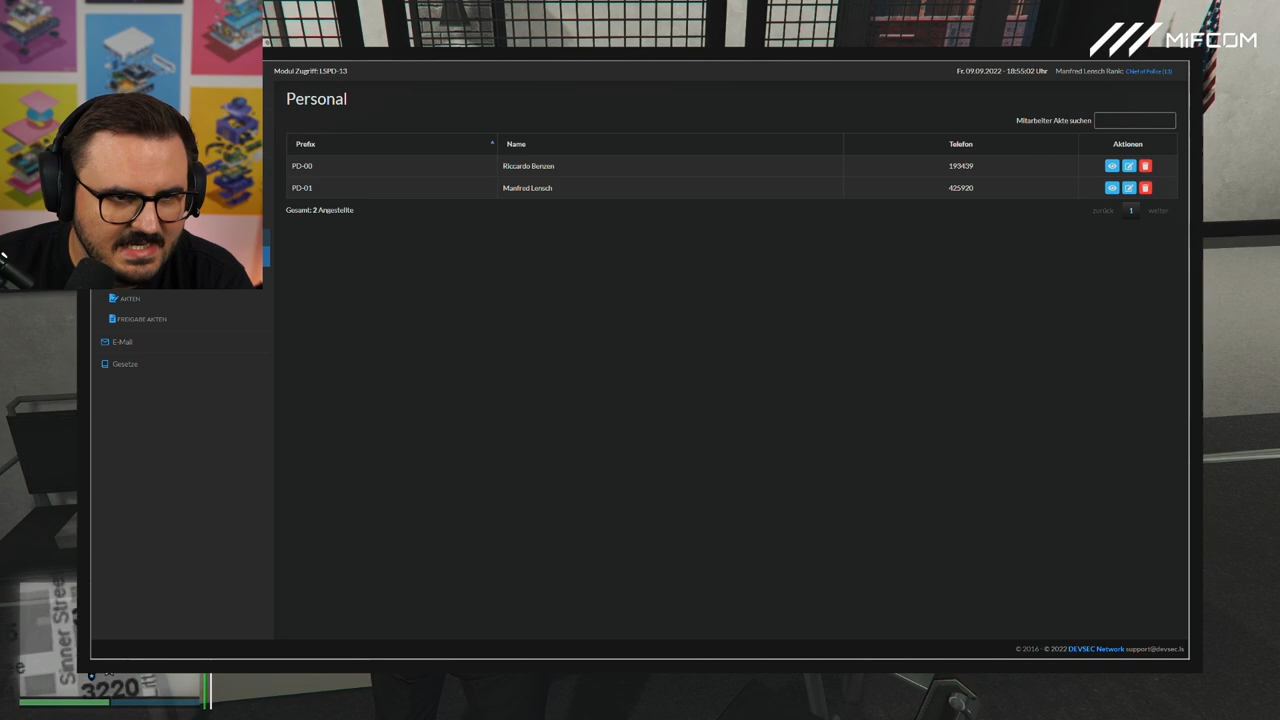 MIFCOM
Modul Zugriff: LSPD-13
Fr. 09.09.2022 - 18:55:02 Uhr Manfred Lensch Rank: Chief of Police (13)
Personal
Mitarbeiter Akte suchen
Prefix Name Telefon Aktionen
PD-00 Riccardo Benzen 193439
PD-01 Manfred Lensch 425920
Gesamt: 2 Angestellte
zurück 1 weiter
AKTEN
FREIGABE AKTEN
E-Mail
Gesetze
© 2016 - © 2022 DEVSEC Network support@devsec.ls
Sinner Stree
3220